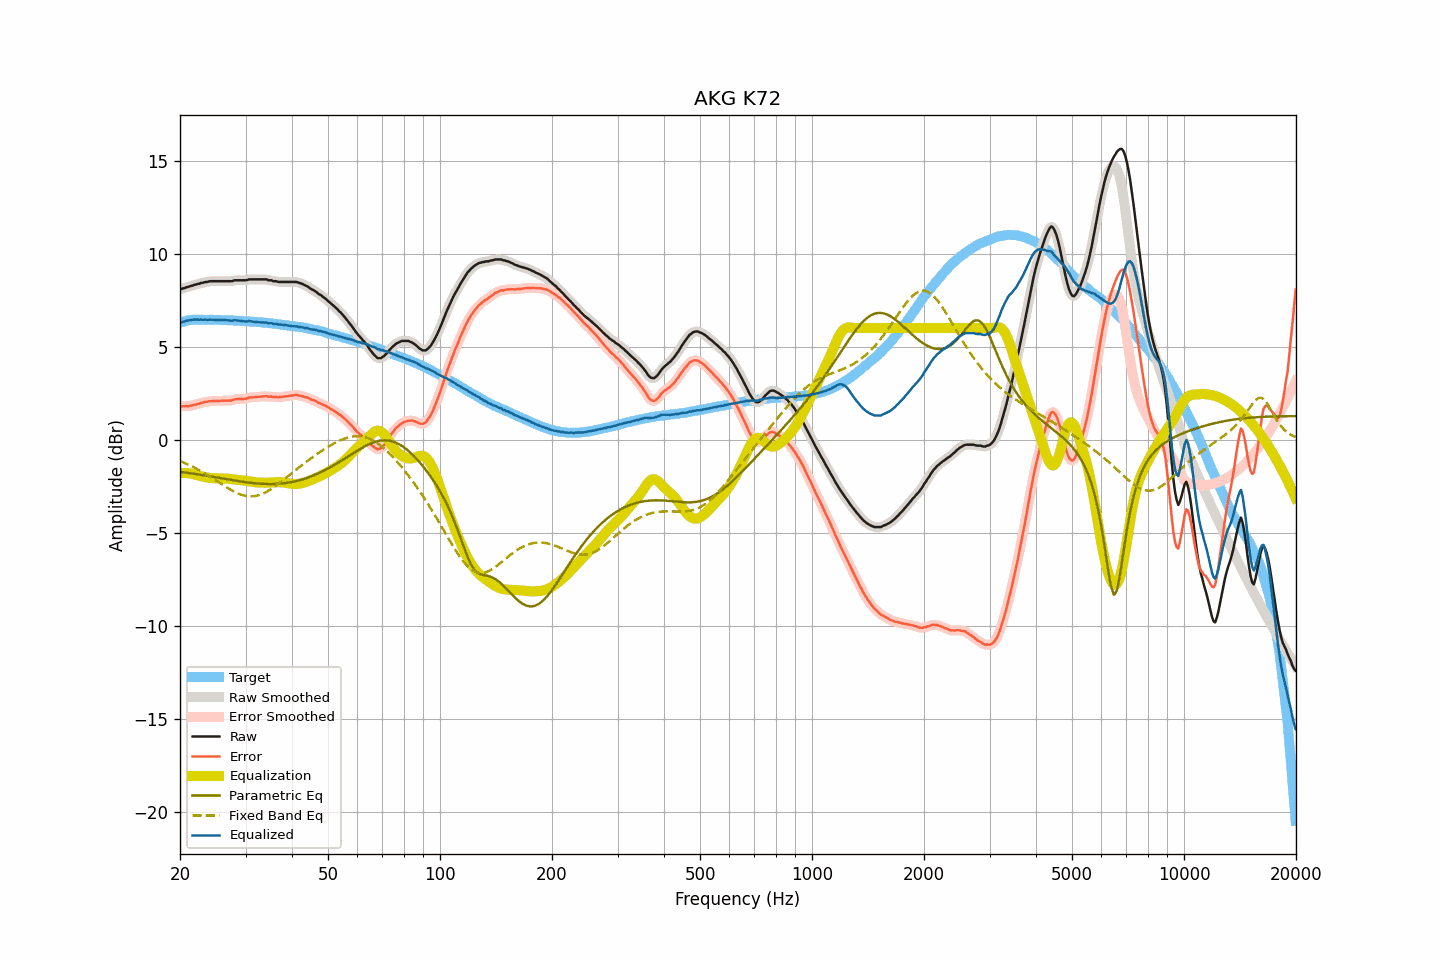 AKG K72
Amplitude (dBr)
15
10
5
0
−5
−10
−15
−20
Target
Raw Smoothed
Error Smoothed
Raw
Error
Equalization
Parametric Eq
Fixed Band Eq
Equalized
20 50 100 200 500 1000 2000 5000 10000 20000
Frequency (Hz)